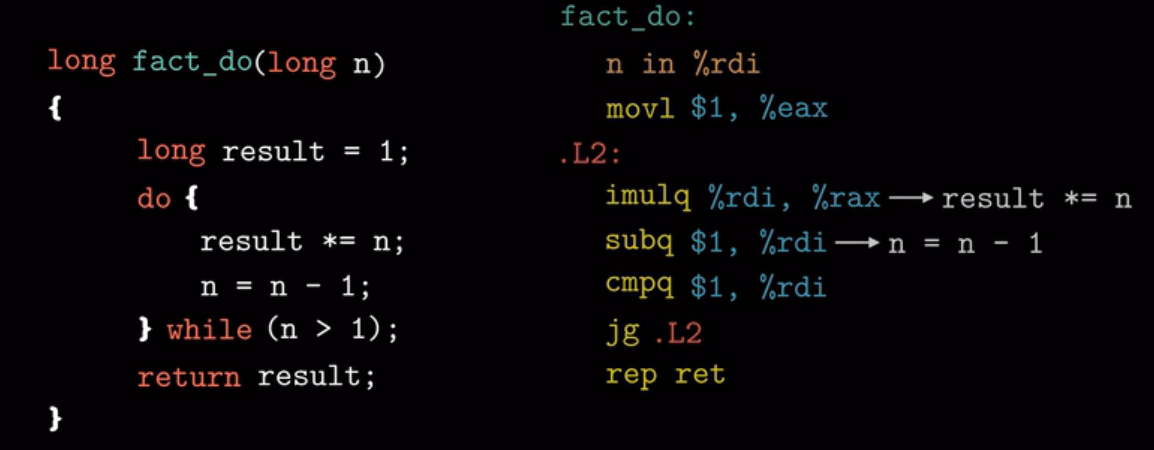 long fact_do(long n)
{
long result = 1;
do {
result *= n;
n = n - 1;
} while (n > 1);
return result;
}
fact_do:
n in %rdi
movl $1, %eax
.L2:
imulq %rdi, %rax → result *= n
subq $1, %rdi → n = n - 1
cmpq $1, %rdi
jg .L2
rep ret